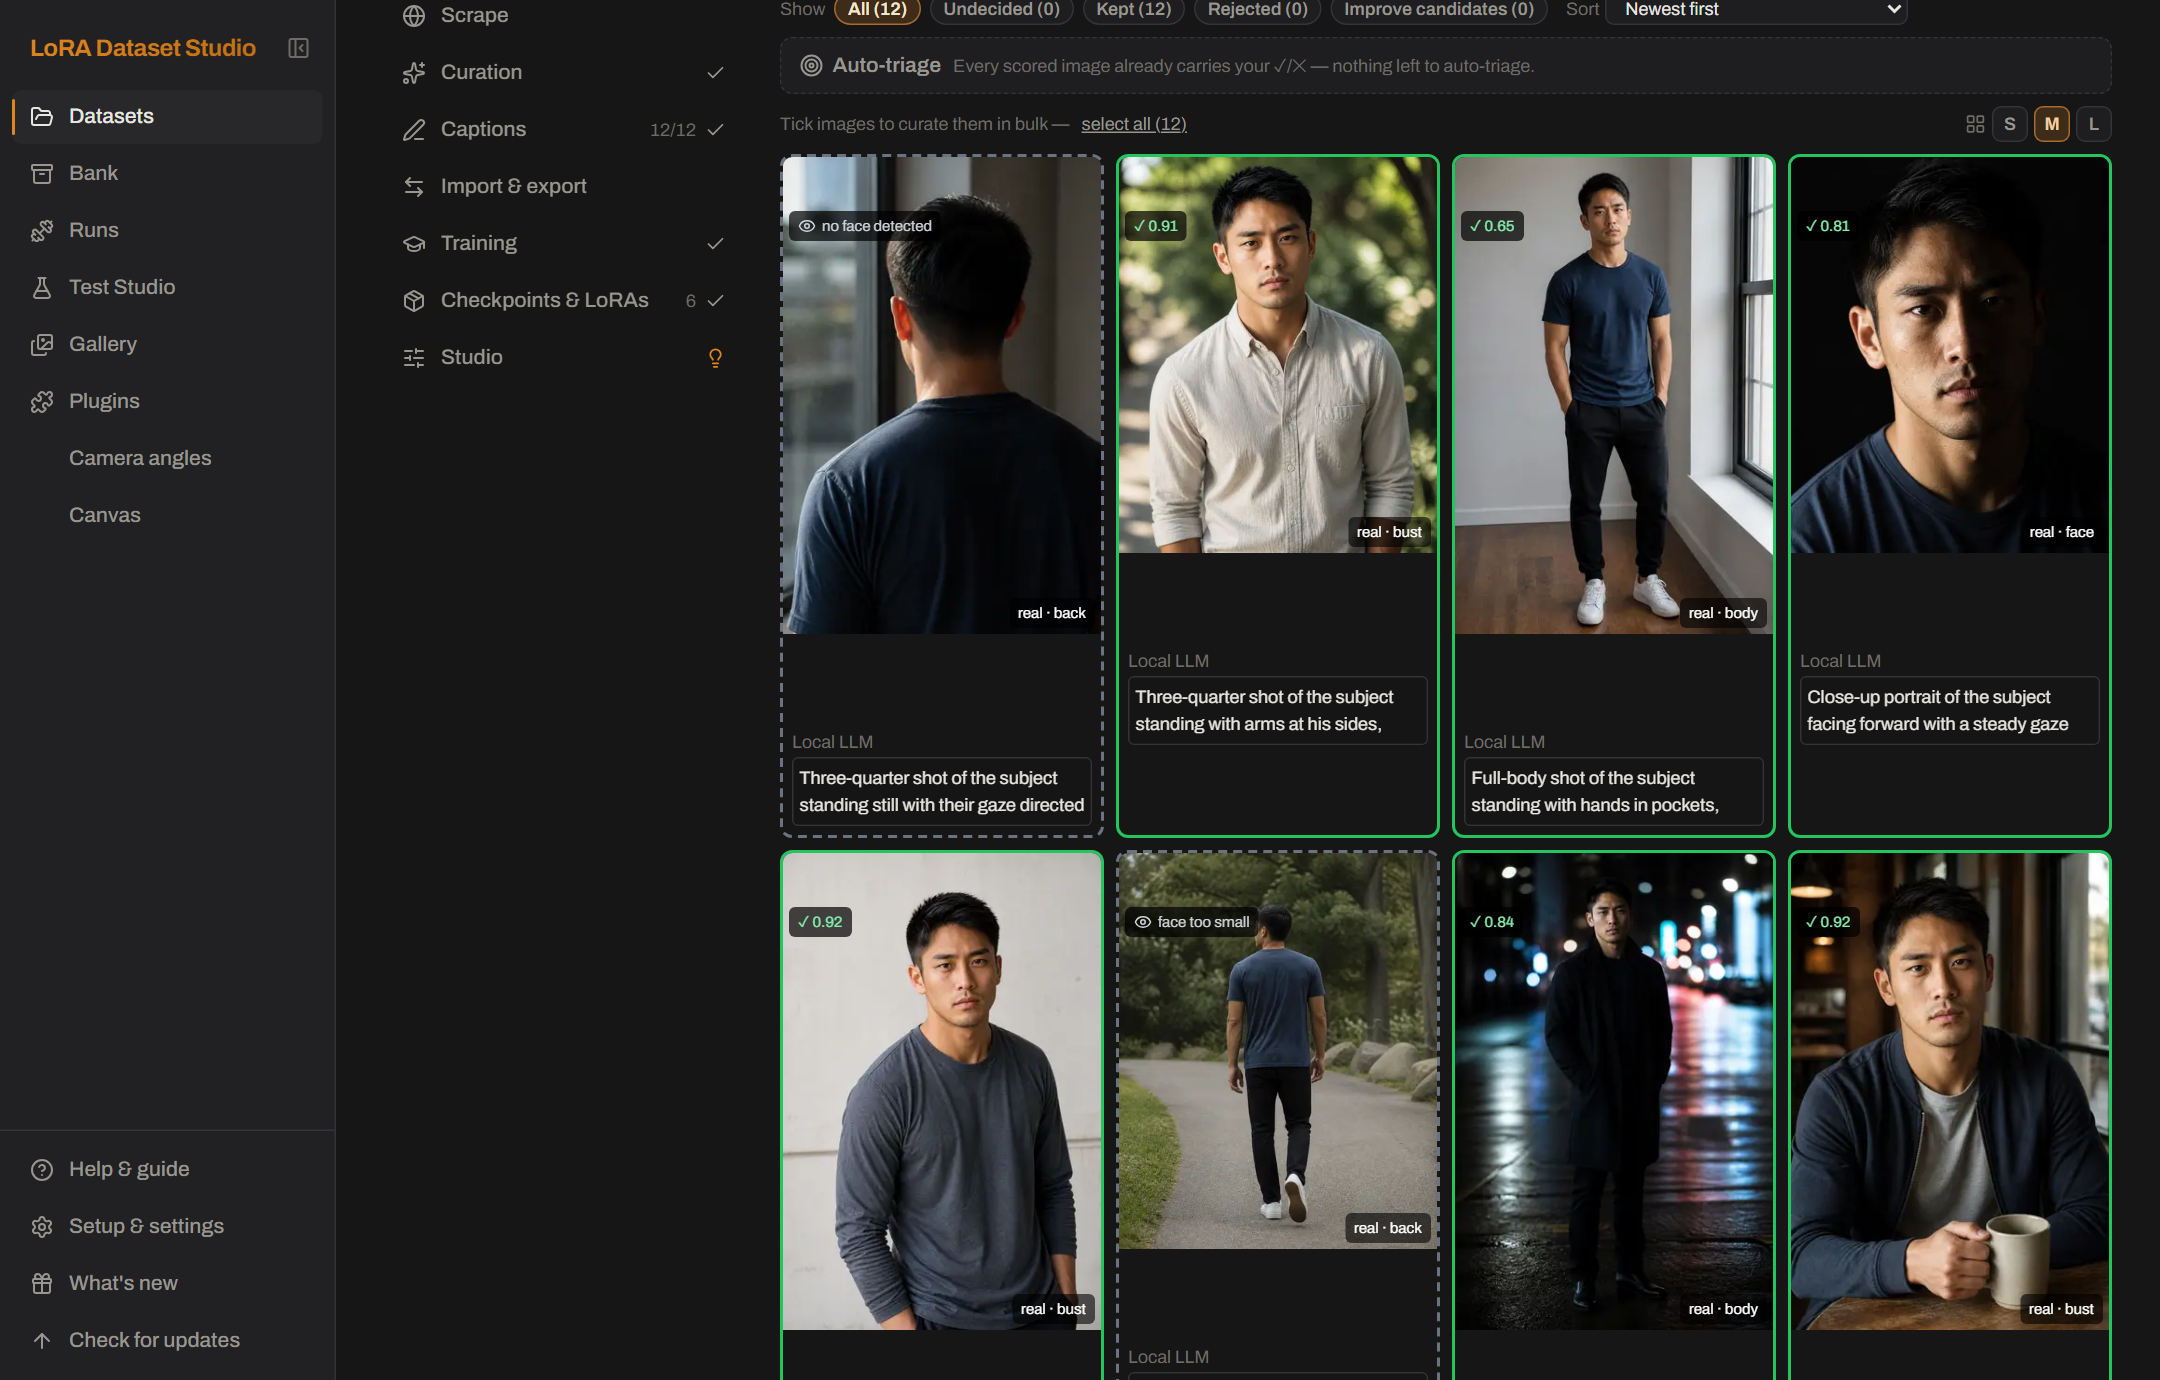 LoRA Dataset Studio
Datasets
Bank
Runs
Test Studio
Gallery
Plugins
Camera angles
Canvas
Help & guide
Setup & settings
What's new
Check for updates
Scrape
Curation
Captions 12/12
Import & export
Training
Checkpoints & LoRAs 6
Studio
Show All (12) Undecided (0) Kept (12) Rejected (0) Improve candidates (0) Sort Newest first
Auto-triage Every scored image already carries your ✓/✕ — nothing left to auto-triage.
Tick images to curate them in bulk — select all (12) S M L
no face detected
real · back
Local LLM
Three-quarter shot of the subject
standing still with their gaze directed
✓ 0.91
real · bust
Local LLM
Three-quarter shot of the subject
standing with arms at his sides,
✓ 0.65
real · body
Local LLM
Full-body shot of the subject
standing with hands in pockets,
✓ 0.81
real · face
Local LLM
Close-up portrait of the subject
facing forward with a steady gaze
✓ 0.92
real · bust
face too small
real · back
Local LLM
✓ 0.84
real · body
✓ 0.92
real · bust